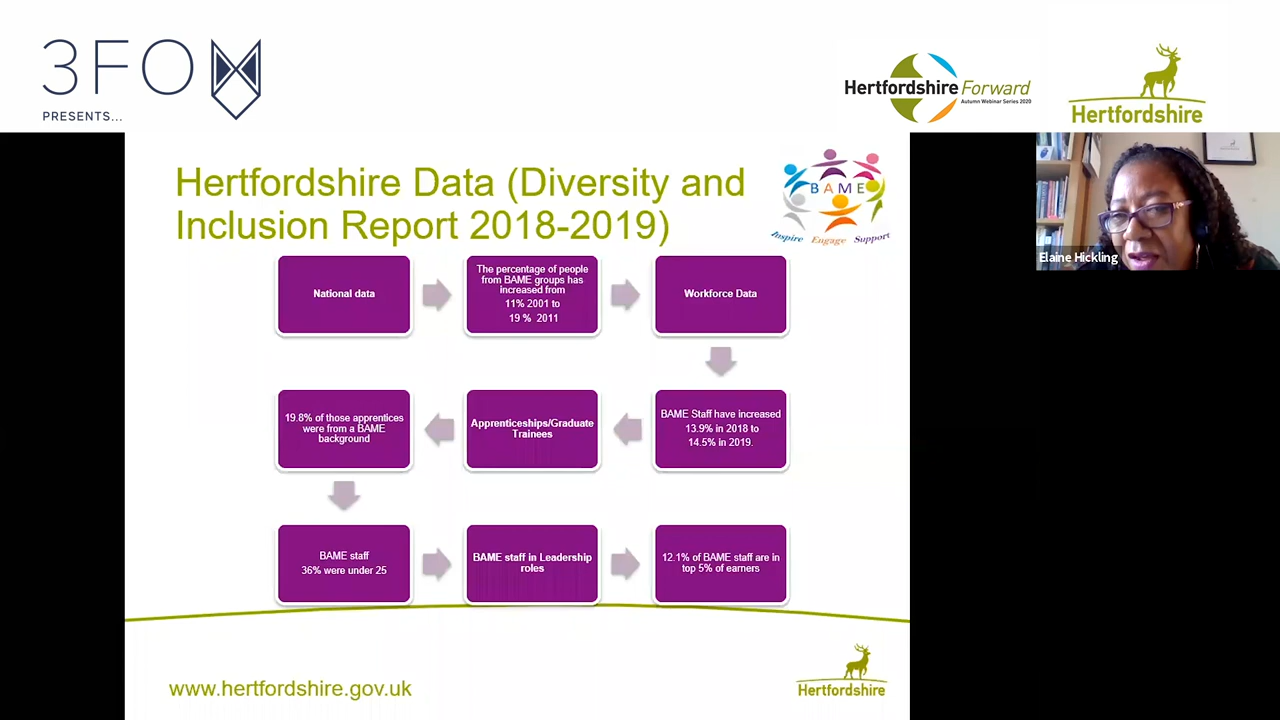 3FOX
PRESENTS...
Hertfordshire Forward
Autumn Webinar Series 2020
Hertfordshire
Elaine Hickling
Hertfordshire Data (Diversity and
Inclusion Report 2018-2019)
BAME
Inspire Engage Support
National data
The percentage of people
from BAME groups has
increased from
11% 2001 to
19 % 2011
Workforce Data
BAME Staff have increased
13.9% in 2018 to
14.5% in 2019.
Apprenticeships/Graduate
Trainees
19.8% of those apprentices
were from a BAME
background
BAME staff
36% were under 25
BAME staff in Leadership
roles
12.1% of BAME staff are in
top 5% of earners
www.hertfordshire.gov.uk
Hertfordshire